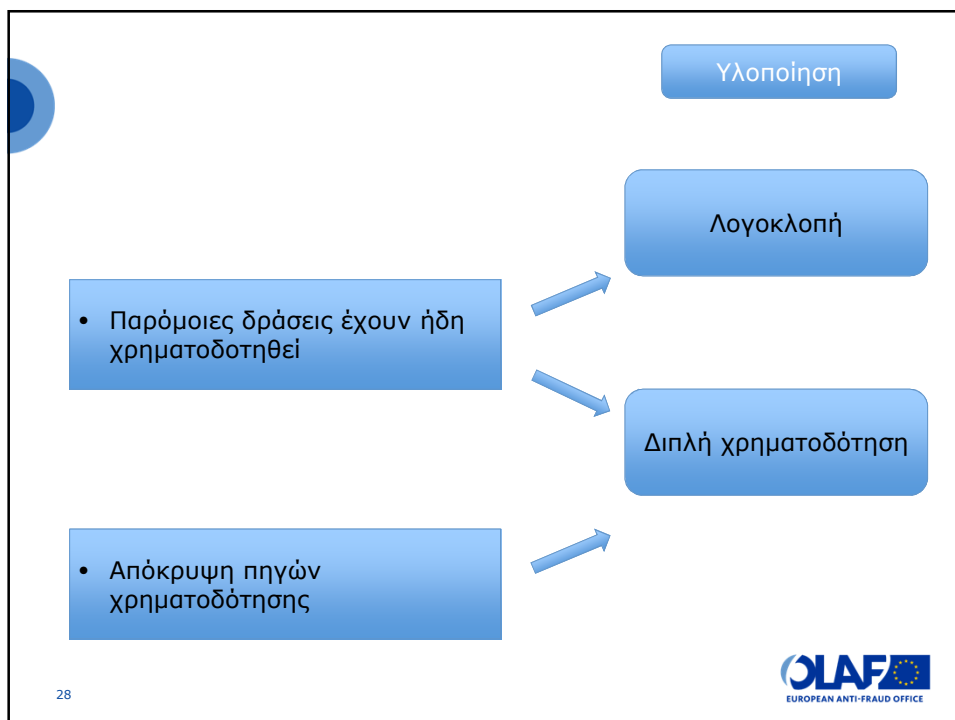 Υλοποίηση
Λογοκλοπή
• Παρόμοιες δράσεις έχουν ήδη
χρηματοδοτηθεί
Διπλή χρηματοδότηση
• Απόκρυψη πηγών
χρηματοδότησης
28
OLAF
EUROPEAN ANTI-FRAUD OFFICE